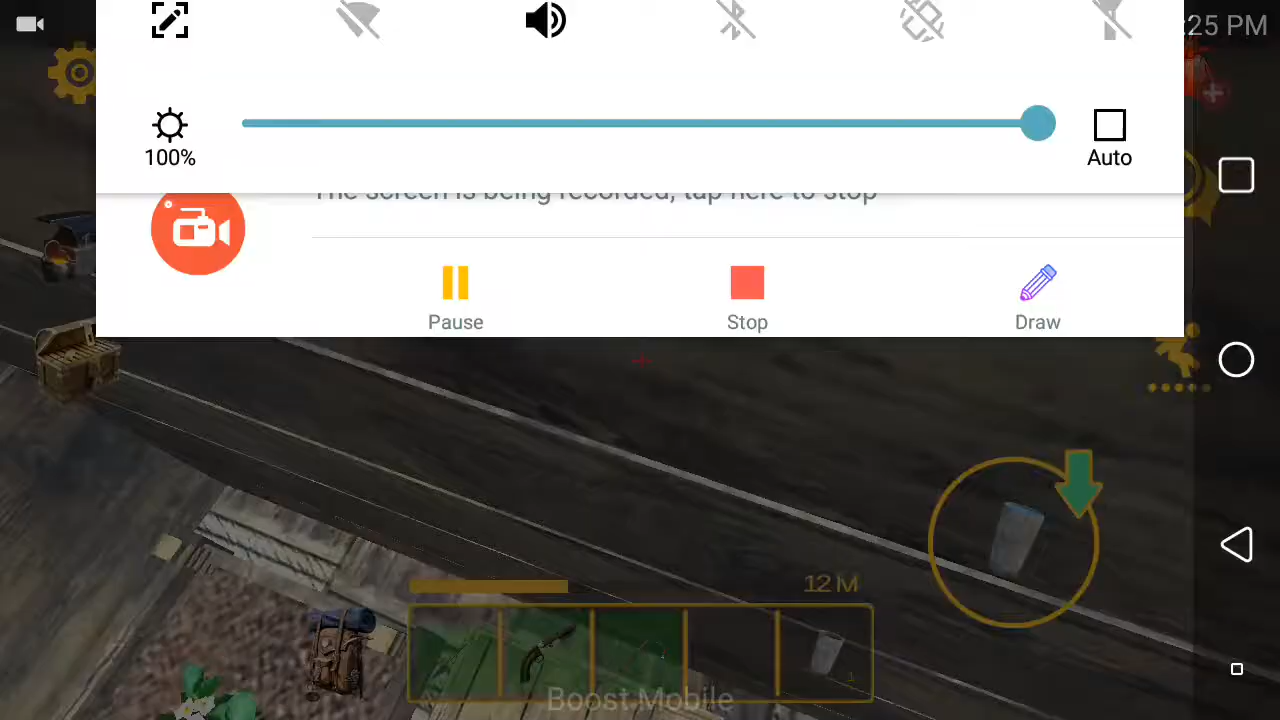 :25 PM
100%
Auto
The screen is being recorded, tap here to stop
Pause
Stop
Draw
12 M
1
Boost Mobile